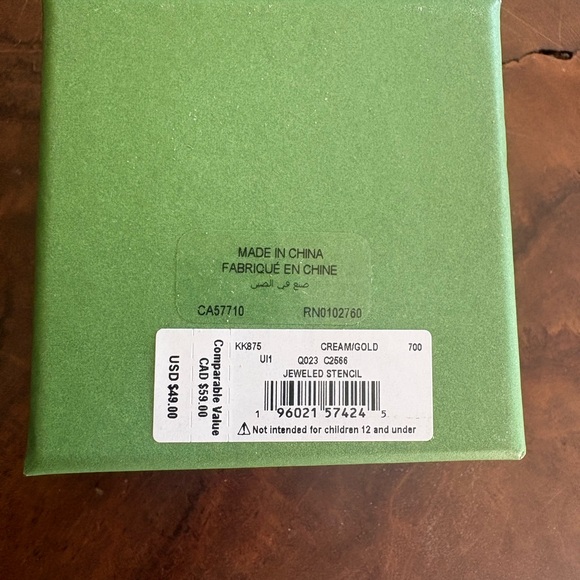 MADE IN CHINA
FABRIQUÉ EN CHINE
صنع في الصين
CA57710 RN0102760
KK875 CREAM/GOLD 700
UI1 Q023 C2566
JEWELED STENCIL
1 96021 57424 5
⚠ Not intended for children 12 and under
Comparable Value
CAD $59.00
USD $49.00